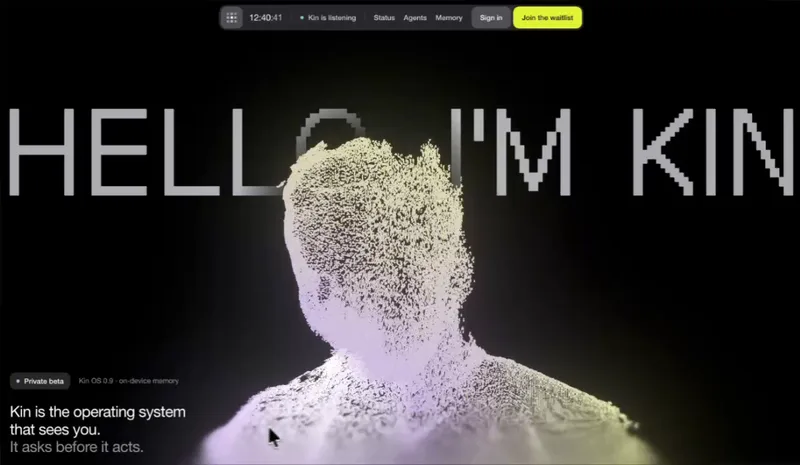 12:40:41
Kin is listening
Status
Agents
Memory
Sign in
Join the waitlist
HELLO I'M KIN
Private beta
Kin OS 0.9 · on-device memory
Kin is the operating system
that sees you.
It asks before it acts.